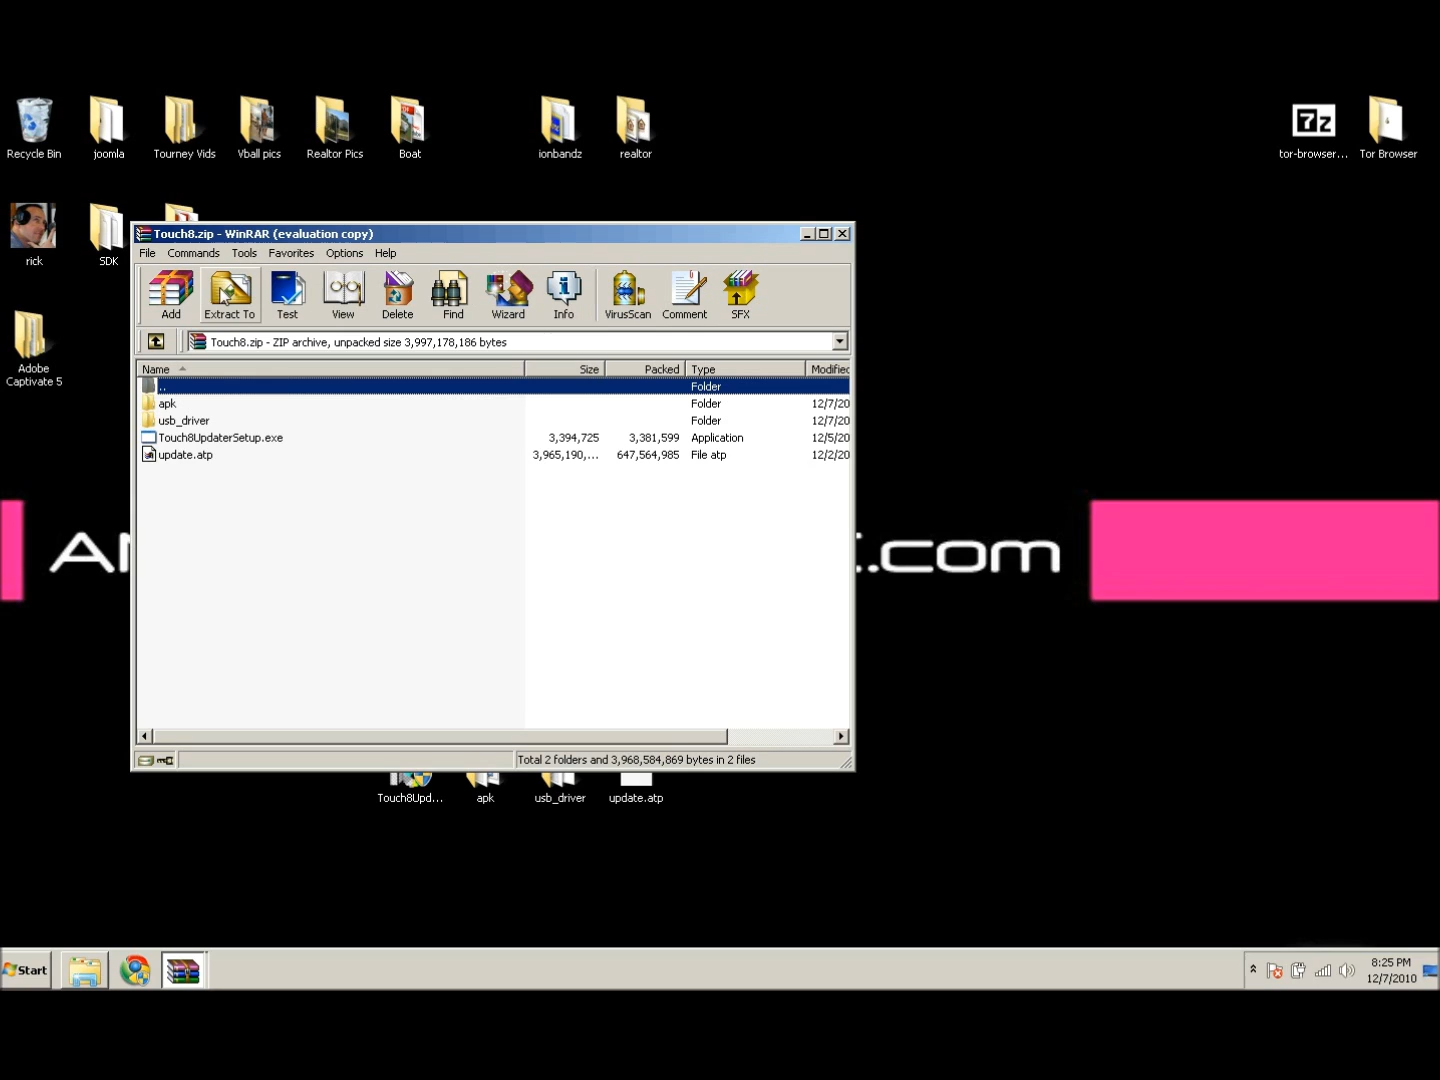 Recycle Bin
joomla
Tourney Vids
Vball pics
Realtor Pics
Boat
ionbandz
realtor
7z
tor-browser...
Tor Browser
rick
SDK
Adobe
Captivate 5
Touch8.zip - WinRAR (evaluation copy)
File Commands Tools Favorites Options Help
Add Extract To Test View Delete Find Wizard Info VirusScan Comment SFX
Touch8.zip - ZIP archive, unpacked size 3,997,178,186 bytes
Name Size Packed Type Modified
.. Folder
apk Folder 12/7/20
usb_driver Folder 12/7/20
Touch8UpdaterSetup.exe 3,394,725 3,381,599 Application 12/5/20
update.atp 3,965,190,... 647,564,985 File atp 12/2/20
.com
Total 2 folders and 3,968,584,869 bytes in 2 files
Touch8Upd...
apk
usb_driver
update.atp
Start
8:25 PM
12/7/2010